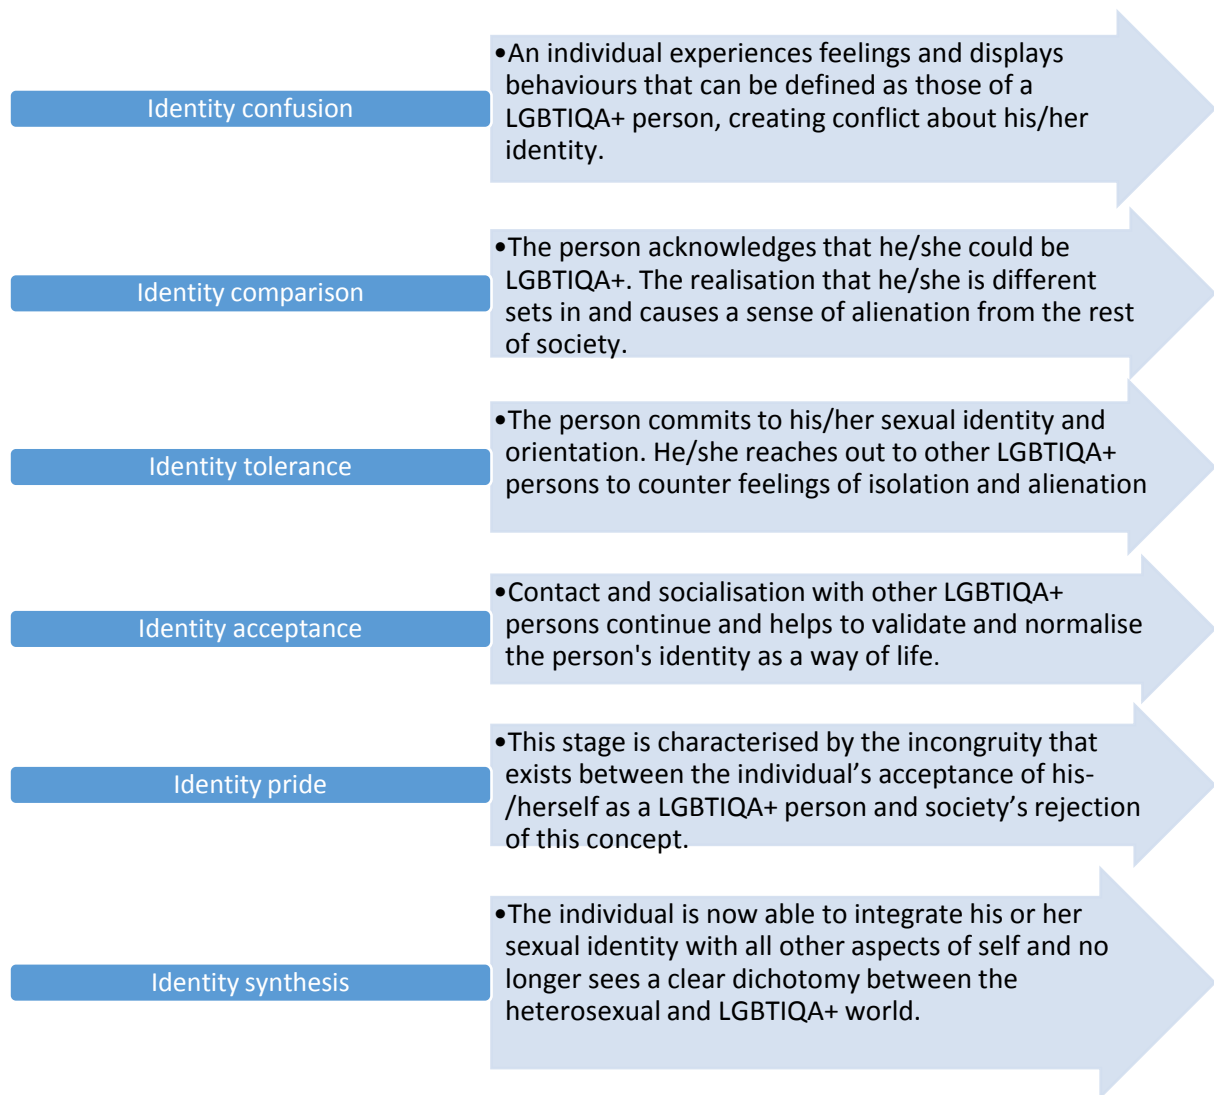 Identity confusion
•An individual experiences feelings and displays
behaviours that can be defined as those of a
LGBTIQA+ person, creating conflict about his/her
identity.
Identity comparison
•The person acknowledges that he/she could be
LGBTIQA+. The realisation that he/she is different
sets in and causes a sense of alienation from the rest
of society.
Identity tolerance
•The person commits to his/her sexual identity and
orientation. He/she reaches out to other LGBTIQA+
persons to counter feelings of isolation and alienation
Identity acceptance
•Contact and socialisation with other LGBTIQA+
persons continue and helps to validate and normalise
the person's identity as a way of life.
Identity pride
•This stage is characterised by the incongruity that
exists between the individual’s acceptance of his-
/herself as a LGBTIQA+ person and society’s rejection
of this concept.
Identity synthesis
•The individual is now able to integrate his or her
sexual identity with all other aspects of self and no
longer sees a clear dichotomy between the
heterosexual and LGBTIQA+ world.